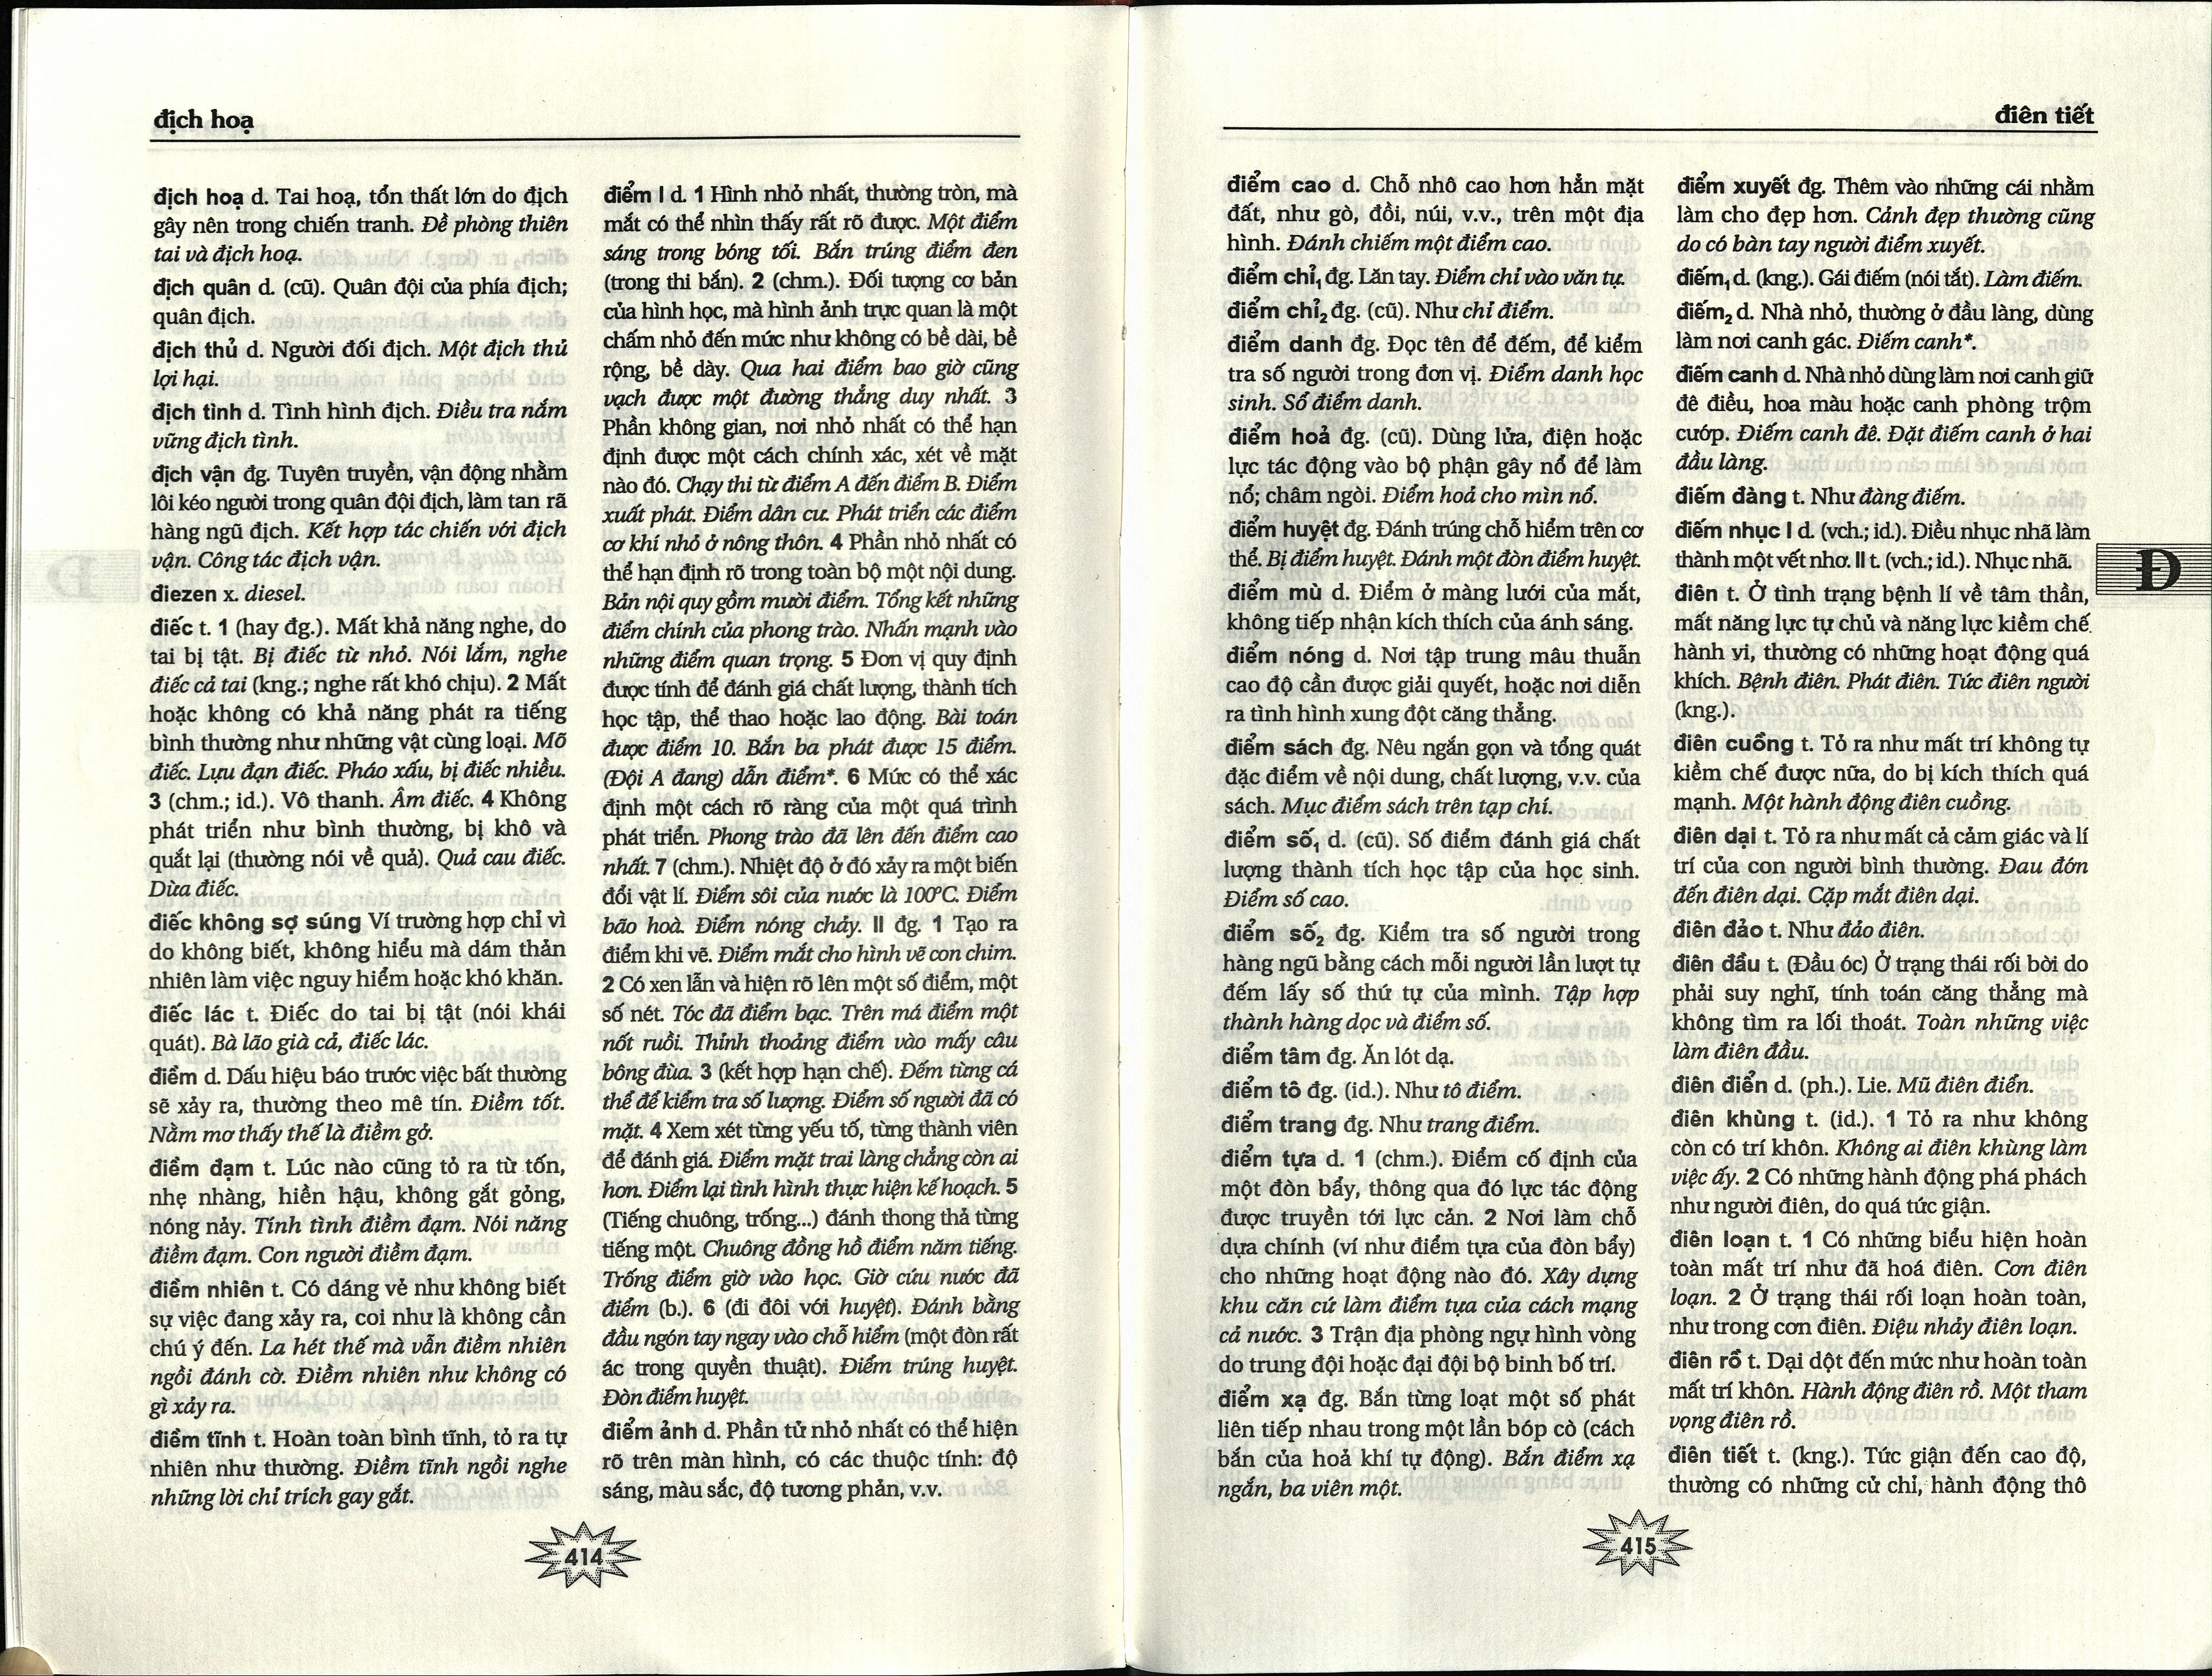 địch hoạ
địch hoạ d. Tai hoạ, tổn thất lớn do địch
gây nên trong chiến tranh. Đề phòng thiên
tai và địch hoạ.
địch quân d. (cũ). Quân đội của phía địch;
quân địch.
địch thủ d. Người đối địch. Một địch thủ
lợi hại.
địch tình d. Tình hình địch. Điều tra nắm
vững địch tình.
địch vận đg. Tuyên truyền, vận động nhằm
lôi kéo người trong quân đội địch, làm tan rã
hàng ngũ địch. Kết hợp tác chiến với địch
vận. Công tác địch vận.
điezen x. diesel.
điếc t. 1 (hay đg.). Mất khả năng nghe, do
tai bị tật. Bị điếc từ nhỏ. Nói lắm, nghe
điếc cả tai (kng.; nghe rất khó chịu). 2 Mất
hoặc không có khả năng phát ra tiếng
bình thường như những vật cùng loại. Mõ
điếc. Lựu đạn điếc. Pháo xấu, bị điếc nhiều.
3 (chm.; id.). Vô thanh. Âm điếc. 4 Không
phát triển như bình thường, bị khô và
quắt lại (thường nói về quả). Quả cau điếc.
Dừa điếc.
điếc không sợ súng Ví trường hợp chỉ vì
do không biết, không hiểu mà dám thản
nhiên làm việc nguy hiểm hoặc khó khăn.
điếc lác t. Điếc do tai bị tật (nói khái
quát). Bà lão già cả, điếc lác.
điềm d. Dấu hiệu báo trước việc bất thường
sẽ xảy ra, thường theo mê tín. Điềm tốt.
Nằm mơ thấy thế là điềm gở.
điềm đạm t. Lúc nào cũng tỏ ra từ tốn,
nhẹ nhàng, hiền hậu, không gắt gỏng,
nóng nảy. Tính tình điềm đạm. Nói năng
điềm đạm. Con người điềm đạm.
điềm nhiên t. Có dáng vẻ như không biết
sự việc đang xảy ra, coi như là không cần
chú ý đến. La hét thế mà vẫn điềm nhiên
ngồi đánh cờ. Điềm nhiên như không có
gì xảy ra.
điềm tĩnh t. Hoàn toàn bình tĩnh, tỏ ra tự
nhiên như thường. Điềm tĩnh ngồi nghe
những lời chỉ trích gay gắt.
điểm I d. 1 Hình nhỏ nhất, thường tròn, mà
mắt có thể nhìn thấy rất rõ được. Một điểm
sáng trong bóng tối. Bắn trúng điểm đen
(trong thi bắn). 2 (chm.). Đối tượng cơ bản
của hình học, mà hình ảnh trực quan là một
chấm nhỏ đến mức như không có bề dài, bề
rộng, bề dày. Qua hai điểm bao giờ cũng
vạch được một đường thẳng duy nhất. 3
Phần không gian, nơi nhỏ nhất có thể hạn
định được một cách chính xác, xét về mặt
nào đó. Chạy thi từ điểm A đến điểm B. Điểm
xuất phát. Điểm dân cư. Phát triển các điểm
cơ khí nhỏ ở nông thôn. 4 Phần nhỏ nhất có
thể hạn định rõ trong toàn bộ một nội dung.
Bản nội quy gồm mười điểm. Tổng kết những
điểm chính của phong trào. Nhấn mạnh vào
những điểm quan trọng. 5 Đơn vị quy định
được tính để đánh giá chất lượng, thành tích
học tập, thể thao hoặc lao động. Bài toán
được điểm 10. Bắn ba phát được 15 điểm.
(Đội A đang) dẫn điểm*. 6 Mức có thể xác
định một cách rõ ràng của một quá trình
phát triển. Phong trào đã lên đến điểm cao
nhất. 7 (chm.). Nhiệt độ ở đó xảy ra một biến
đổi vật lí. Điểm sôi của nước là 100°C. Điểm
bão hoà. Điểm nóng chảy. II đg. 1 Tạo ra
điểm khi vẽ. Điểm mắt cho hình vẽ con chim.
2 Có xen lẫn và hiện rõ lên một số điểm, một
số nét. Tóc đã điểm bạc. Trên má điểm một
nốt ruồi. Thỉnh thoảng điểm vào mấy câu
bông đùa. 3 (kết hợp hạn chế). Đếm từng cá
thể để kiểm tra số lượng. Điểm số người đã có
mặt. 4 Xem xét từng yếu tố, từng thành viên
để đánh giá. Điểm mặt trai làng chẳng còn ai
hơn. Điểm lại tình hình thực hiện kế hoạch. 5
(Tiếng chuông, trống...) đánh thong thả từng
tiếng một. Chuông đồng hồ điểm năm tiếng.
Trống điểm giờ vào học. Giờ cứu nước đã
điểm (b.). 6 (đi đôi với huyệt). Đánh bằng
đầu ngón tay ngay vào chỗ hiểm (một đòn rất
ác trong quyền thuật). Điểm trúng huyệt.
Đòn điểm huyệt.
điểm ảnh d. Phần tử nhỏ nhất có thể hiện
rõ trên màn hình, có các thuộc tính: độ
sáng, màu sắc, độ tương phản, v.v.
414
điên tiết
điểm cao d. Chỗ nhô cao hơn hẳn mặt
đất, như gò, đồi, núi, v.v., trên một địa
hình. Đánh chiếm một điểm cao.
điểm chỉ₁ đg. Lăn tay. Điểm chỉ vào văn tự.
điểm chỉ₂ đg. (cũ). Như chỉ điểm.
điểm danh đg. Đọc tên để đếm, để kiểm
tra số người trong đơn vị. Điểm danh học
sinh. Sổ điểm danh.
điểm hoả đg. (cũ). Dùng lửa, điện hoặc
lực tác động vào bộ phận gây nổ để làm
nổ; châm ngòi. Điểm hoả cho mìn nổ.
điểm huyệt đg. Đánh trúng chỗ hiểm trên cơ
thể. Bị điểm huyệt. Đánh một đòn điểm huyệt.
điểm mù d. Điểm ở màng lưới của mắt,
không tiếp nhận kích thích của ánh sáng.
điểm nóng d. Nơi tập trung mâu thuẫn
cao độ cần được giải quyết, hoặc nơi diễn
ra tình hình xung đột căng thẳng.
điểm sách đg. Nêu ngắn gọn và tổng quát
đặc điểm về nội dung, chất lượng, v.v. của
sách. Mục điểm sách trên tạp chí.
điểm số₁ d. (cũ). Số điểm đánh giá chất
lượng thành tích học tập của học sinh.
Điểm số cao.
điểm số₂ đg. Kiểm tra số người trong
hàng ngũ bằng cách mỗi người lần lượt tự
đếm lấy số thứ tự của mình. Tập hợp
thành hàng dọc và điểm số.
điểm tâm đg. Ăn lót dạ.
điểm tô đg. (id.). Như tô điểm.
điểm trang đg. Như trang điểm.
điểm tựa d. 1 (chm.). Điểm cố định của
một đòn bẩy, thông qua đó lực tác động
được truyền tới lực cản. 2 Nơi làm chỗ
dựa chính (ví như điểm tựa của đòn bẩy)
cho những hoạt động nào đó. Xây dựng
khu căn cứ làm điểm tựa của cách mạng
cả nước. 3 Trận địa phòng ngự hình vòng
do trung đội hoặc đại đội bộ binh bố trí.
điểm xạ đg. Bắn từng loạt một số phát
liên tiếp nhau trong một lần bóp cò (cách
bắn của hoả khí tự động). Bắn điểm xạ
ngắn, ba viên một.
điểm xuyết đg. Thêm vào những cái nhằm
làm cho đẹp hơn. Cảnh đẹp thường cũng
do có bàn tay người điểm xuyết.
điếm₁ d. (kng.). Gái điếm (nói tắt). Làm điếm.
điếm₂ d. Nhà nhỏ, thường ở đầu làng, dùng
làm nơi canh gác. Điếm canh*.
điếm canh d. Nhà nhỏ dùng làm nơi canh giữ
đê điều, hoa màu hoặc canh phòng trộm
cướp. Điếm canh đê. Đặt điếm canh ở hai
đầu làng.
điếm đàng t. Như đàng điếm.
điếm nhục I d. (vch.; id.). Điều nhục nhã làm
thành một vết nhơ. II t. (vch.; id.). Nhục nhã.
điên t. Ở tình trạng bệnh lí về tâm thần,
mất năng lực tự chủ và năng lực kiềm chế
hành vi, thường có những hoạt động quá
khích. Bệnh điên. Phát điên. Tức điên người
(kng.).
điên cuồng t. Tỏ ra như mất trí không tự
kiềm chế được nữa, do bị kích thích quá
mạnh. Một hành động điên cuồng.
điên dại t. Tỏ ra như mất cả cảm giác và lí
trí của con người bình thường. Đau đớn
đến điên dại. Cặp mắt điên dại.
điên đảo t. Như đảo điên.
điên đầu t. (Đầu óc) Ở trạng thái rối bời do
phải suy nghĩ, tính toán căng thẳng mà
không tìm ra lối thoát. Toàn những việc
làm điên đầu.
điên điển d. (ph.). Lie. Mũ điên điển.
điên khùng t. (id.). 1 Tỏ ra như không
còn có trí khôn. Không ai điên khùng làm
việc ấy. 2 Có những hành động phá phách
như người điên, do quá tức giận.
điên loạn t. 1 Có những biểu hiện hoàn
toàn mất trí như đã hoá điên. Cơn điên
loạn. 2 Ở trạng thái rối loạn hoàn toàn,
như trong cơn điên. Điệu nhảy điên loạn.
điên rồ t. Dại dột đến mức như hoàn toàn
mất trí khôn. Hành động điên rồ. Một tham
vọng điên rồ.
điên tiết t. (kng.). Tức giận đến cao độ,
thường có những cử chỉ, hành động thô
Đ
415